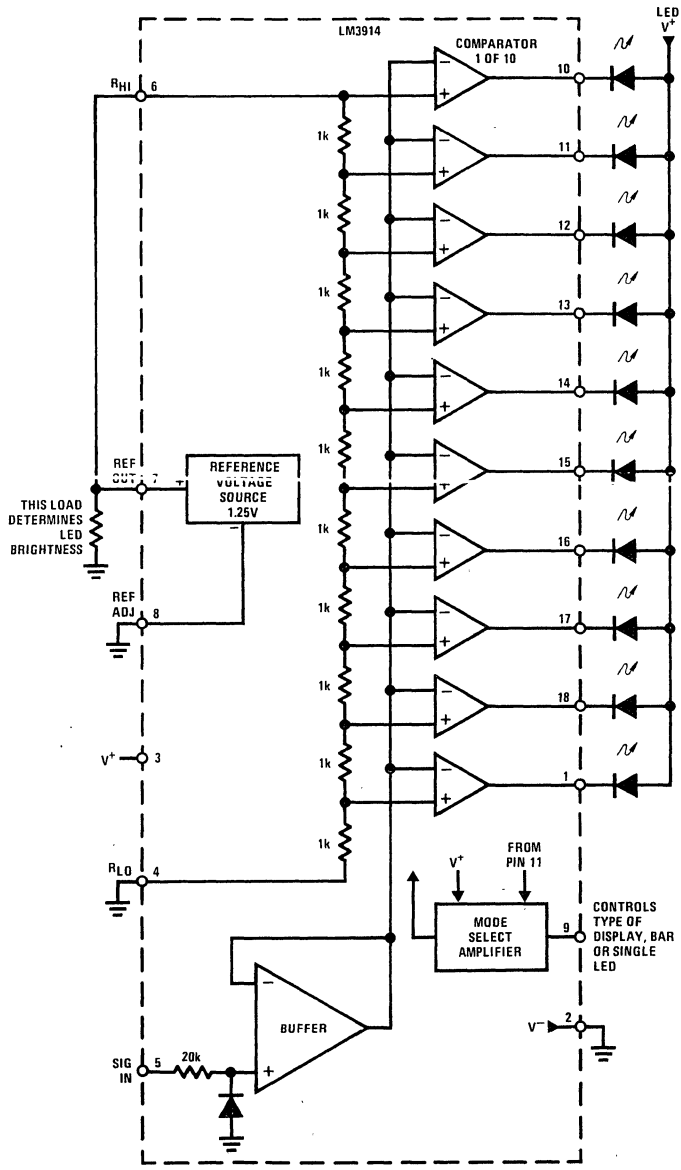 LED
V+
LM3914
COMPARATOR
1 OF 10
RHI
6
10
1k
11
1k
12
1k
13
1k
14
1k
REF
OUT
7
REFERENCE
VOLTAGE
SOURCE
1.25V
+
−
15
1k
THIS LOAD
DETERMINES
LED
BRIGHTNESS
16
1k
REF
ADJ
8
17
1k
18
1k
V+
3
1
1k
RLO
4
V+
FROM
PIN 11
MODE
SELECT
AMPLIFIER
9
CONTROLS
TYPE OF
DISPLAY, BAR
OR SINGLE
LED
−
BUFFER
+
V−
2
SIG
IN
5
20k
− +
− +
− +
− +
− +
− +
− +
− +
− +
− +